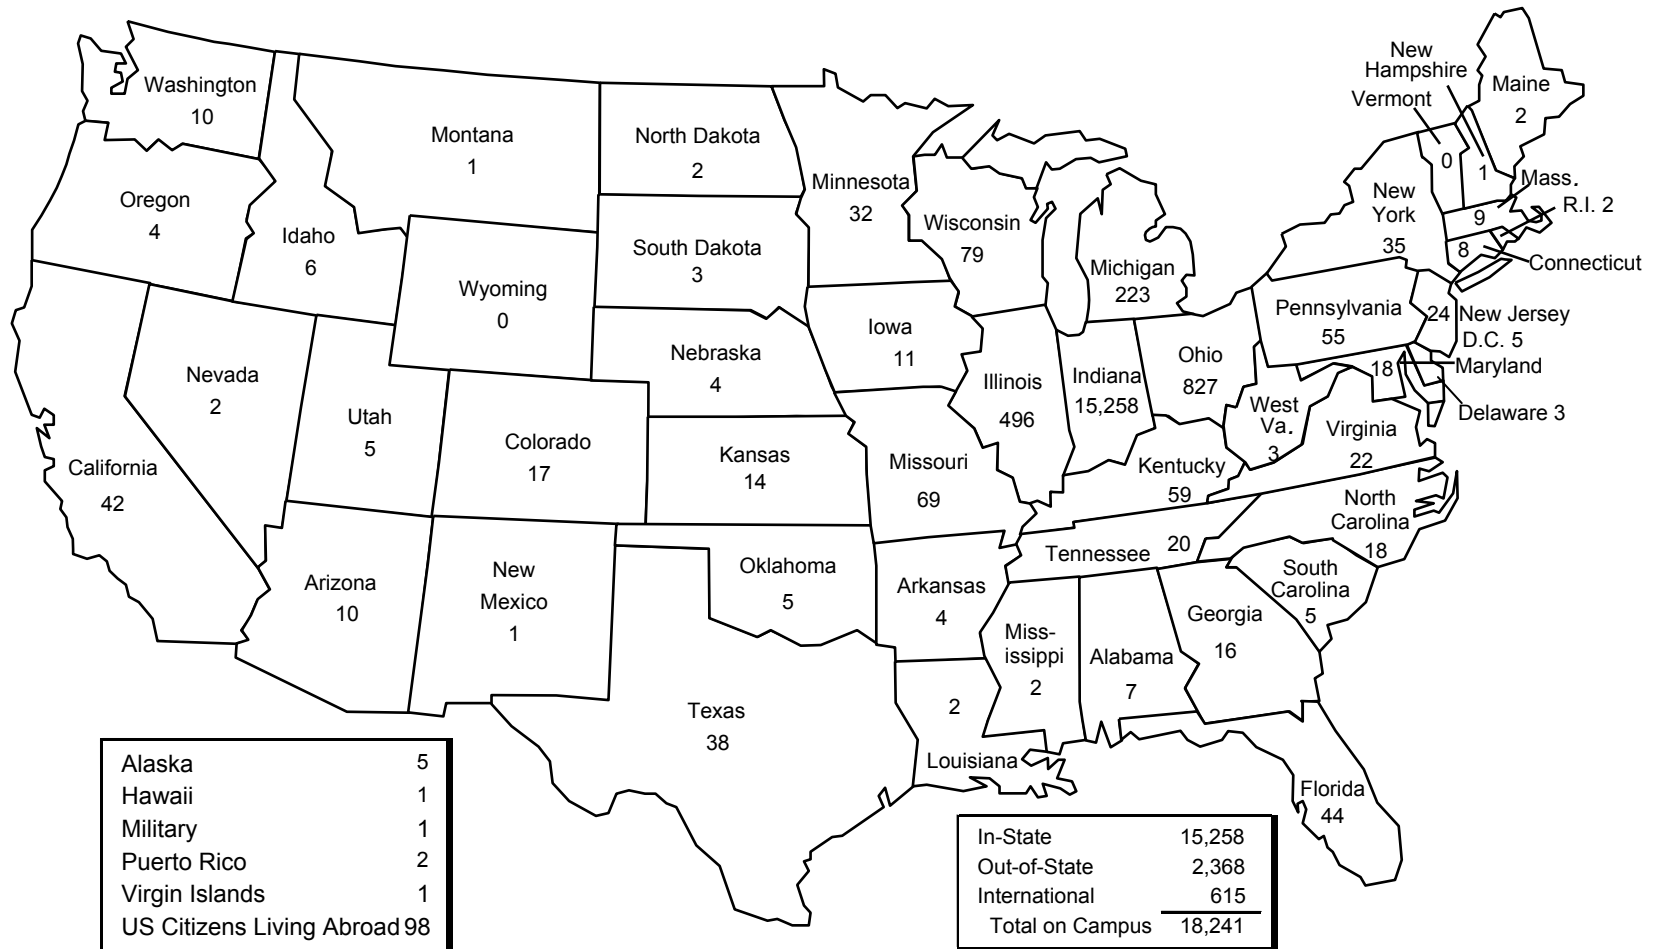 Washington
10
Oregon
4
California
42
Idaho
6
Nevada
2
Montana
1
Wyoming
0
Utah
5
Colorado
17
Arizona
10
New
Mexico
1
North Dakota
2
South Dakota
3
Nebraska
4
Kansas
14
Oklahoma
5
Texas
38
Minnesota
32
Iowa
11
Missouri
69
Arkansas
4
2
Louisiana
Wisconsin
79
Illinois
496
Michigan
223
Indiana
15,258
Ohio
827
Kentucky
59
Tennessee 20
Miss-
issippi
2
Alabama
7
Georgia
16
Florida
44
South
Carolina
5
North
Carolina
18
Virginia
22
West
Va.
3
Pennsylvania
55
New
York
35
New
Hampshire
1
Vermont
0
Maine
2
Mass.
9
R.I. 2
Connecticut
8
24 New Jersey
D.C. 5
18 Maryland
Delaware 3
Alaska 5
Hawaii 1
Military 1
Puerto Rico 2
Virgin Islands 1
US Citizens Living Abroad 98
In-State 15,258
Out-of-State 2,368
International 615
Total on Campus 18,241